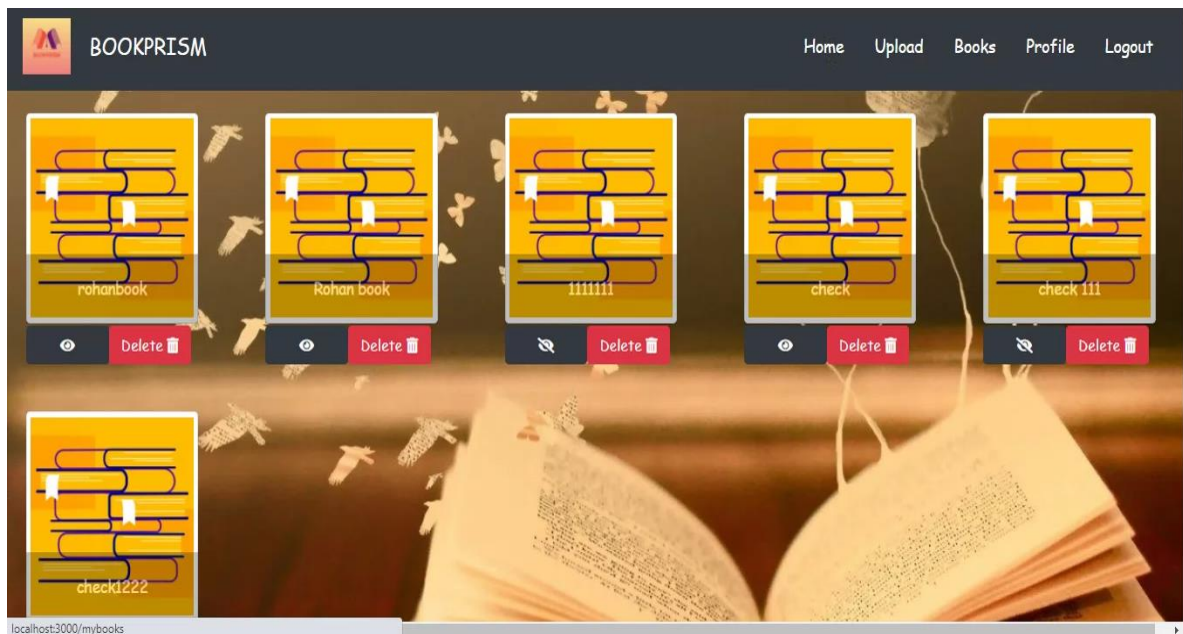 BOOKPRISM
Home Upload Books Profile Logout
rohanbook
Rohan book
1111111
check
check 111
Delete
Delete
Delete
Delete
Delete
check1222
localhost:3000/mybooks